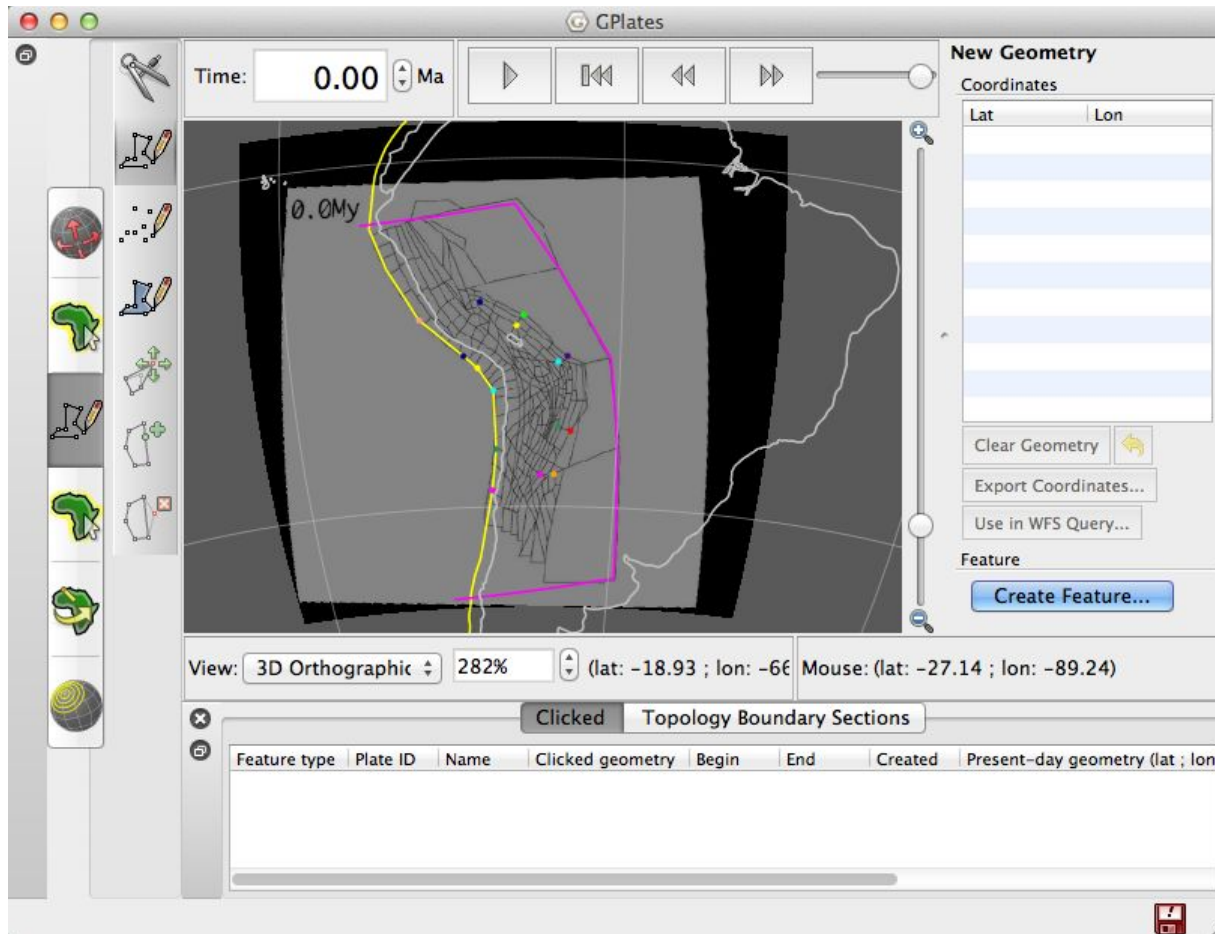 GPlates
Time: 0.00 Ma
New Geometry
Coordinates
Lat Lon
0.0My
Clear Geometry
Export Coordinates...
Use in WFS Query...
Feature
Create Feature...
View: 3D Orthographic 282% (lat: -18.93 ; lon: -66 Mouse: (lat: -27.14 ; lon: -89.24)
Clicked Topology Boundary Sections
Feature type Plate ID Name Clicked geometry Begin End Created Present-day geometry (lat ; lon